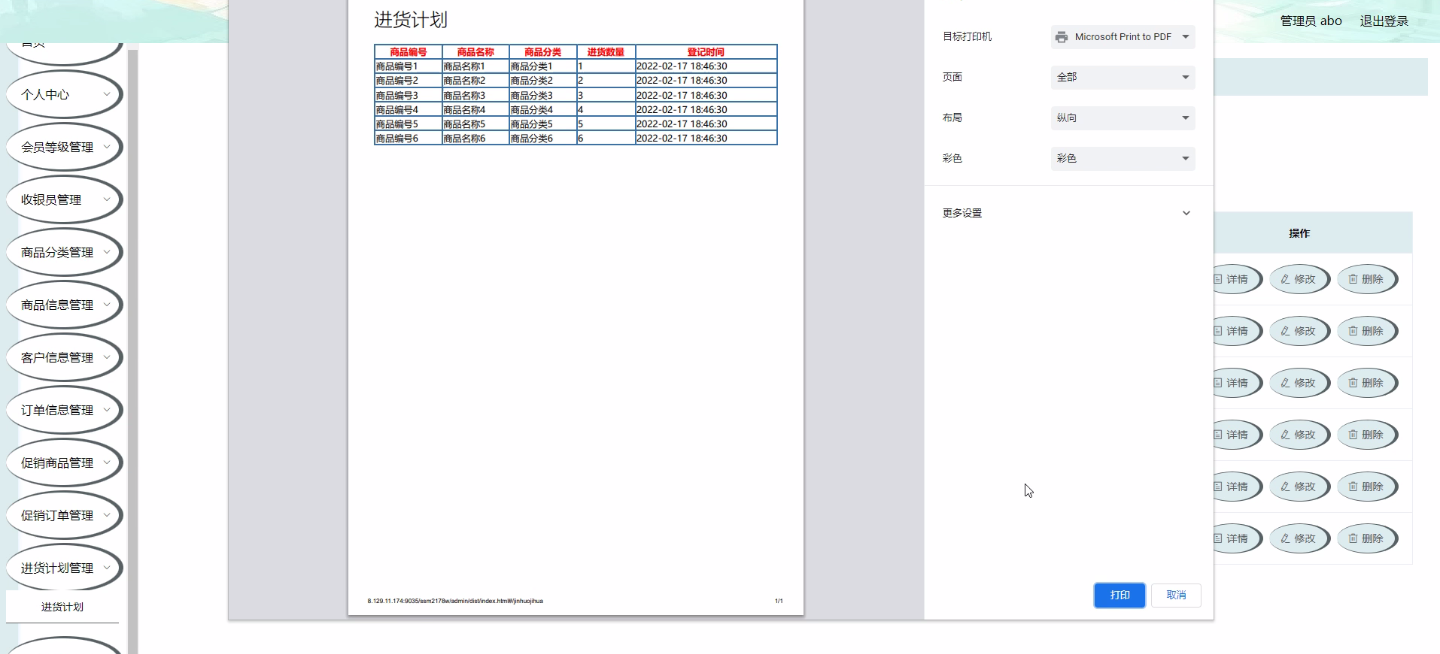 管理员 abo 退出登录
首页
个人中心
会员等级管理
收银员管理
商品分类管理
商品信息管理
客户信息管理
订单信息管理
促销商品管理
促销订单管理
进货计划管理
进货计划
进货计划
商品编号 商品名称 商品分类 进货数量 登记时间
商品编号1 商品名称1 商品分类1 1 2022-02-17 18:46:30
商品编号2 商品名称2 商品分类2 2 2022-02-17 18:46:30
商品编号3 商品名称3 商品分类3 3 2022-02-17 18:46:30
商品编号4 商品名称4 商品分类4 4 2022-02-17 18:46:30
商品编号5 商品名称5 商品分类5 5 2022-02-17 18:46:30
商品编号6 商品名称6 商品分类6 6 2022-02-17 18:46:30
8.129.11.174:9035/ssm2178w/admin/dist/index.html#/jinhuojihua 1/1
目标打印机 Microsoft Print to PDF
页面 全部
布局 纵向
彩色 彩色
更多设置
打印 取消
操作
详情 修改 删除
详情 修改 删除
详情 修改 删除
详情 修改 删除
详情 修改 删除
详情 修改 删除